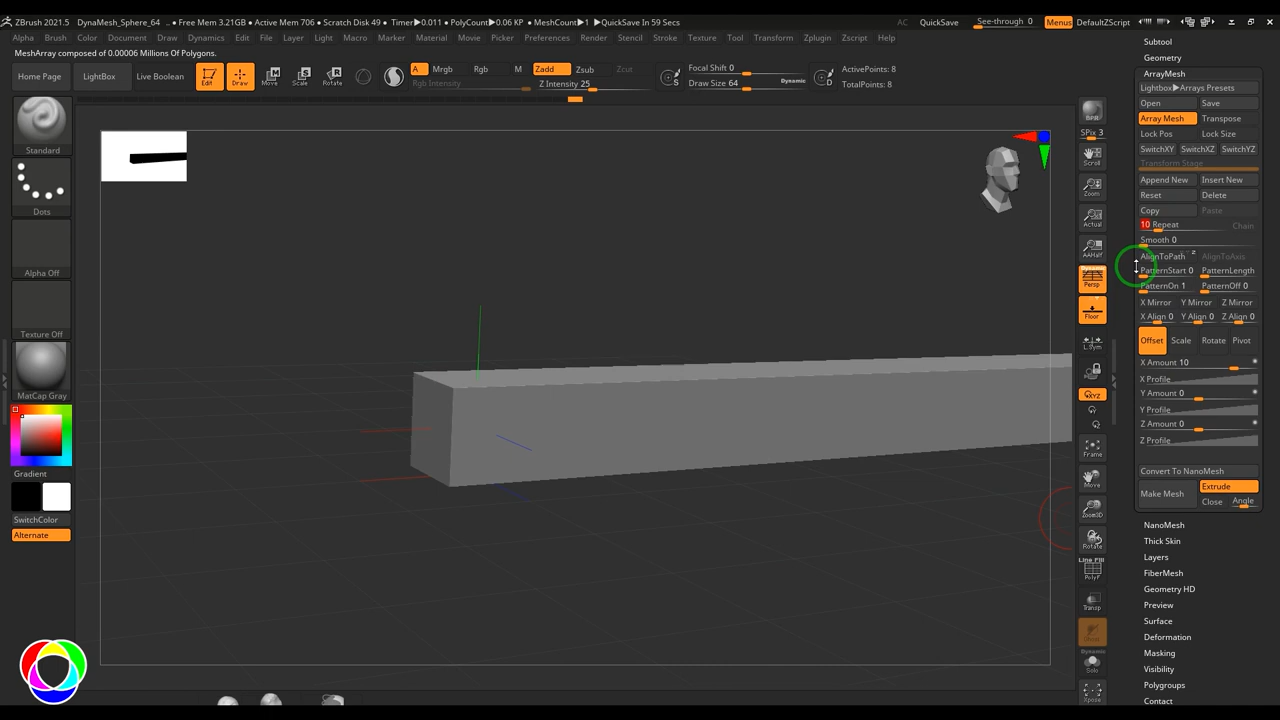 ZBrush 2021.5 DynaMesh_Sphere_64 • Free Mem 3.21GB • Active Mem 706 • Scratch Disk 49 • Timer▶0.011 • PolyCount▶0.06 KP • MeshCount▶1 • QuickSave In 59 Secs AC QuickSave See-through 0 Menus DefaultZScript
Alpha Brush Color Document Draw Dynamics Edit File Layer Light Macro Marker Material Movie Picker Preferences Render Stencil Stroke Texture Tool Transform Zplugin Zscript Help
MeshArray composed of 0.00006 Millions Of Polygons.
Home Page LightBox Live Boolean Edit Draw Move Scale Rotate
A Mrgb Rgb M Zadd Zsub Zcut
Rgb Intensity Z Intensity 25
Focal Shift 0
Draw Size 64 Dynamic
S D
ActivePoints: 8
TotalPoints: 8
Standard
Dots
Alpha Off
Texture Off
MatCap Gray
Gradient
SwitchColor
Alternate
BPR
SPix 3
Scroll
Zoom
Actual
AAHalf
Persp
Floor
L.Sym
XYZ
Frame
Move
Zoom3D
Rotate
Line Fill
PolyF
Transp
Dynamic
Solo
Xpose
Subtool
Geometry
ArrayMesh
Lightbox▶Arrays Presets
Open Save
Array Mesh Transpose
Lock Pos Lock Size
SwitchXY SwitchXZ SwitchYZ
Transform Stage
Append New Insert New
Reset Delete
Copy Paste
10 Repeat Chain
Smooth 0
AlignToPath AlignToAxis
PatternStart 0 PatternLength
PatternOn 1 PatternOff 0
X Mirror Y Mirror Z Mirror
X Align 0 Y Align 0 Z Align 0
Offset Scale Rotate Pivot
X Amount 10
X Profile
Y Amount 0
Y Profile
Z Amount 0
Z Profile
Convert To NanoMesh
Make Mesh Extrude
Close Angle
NanoMesh
Thick Skin
Layers
FiberMesh
Geometry HD
Preview
Surface
Deformation
Masking
Visibility
Polygroups
Contact